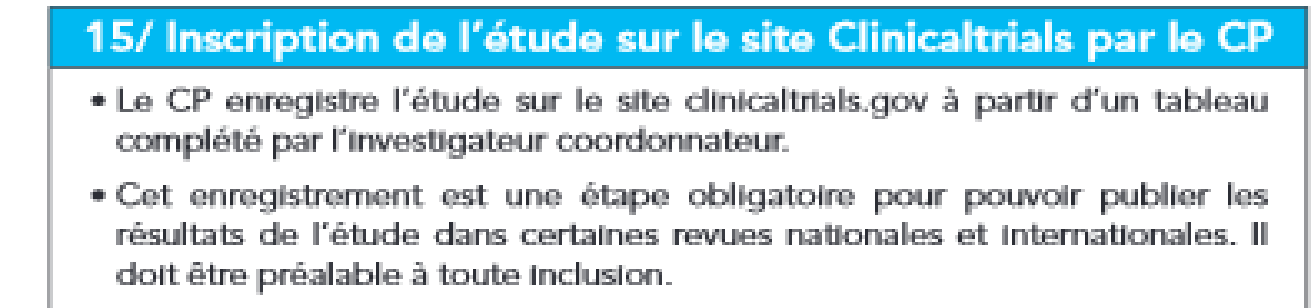 15/ Inscription de l'étude sur le site Clinicaltrials par le CP
• Le CP enregistre l'étude sur le site clinicaltrials.gov à partir d'un tableau
complété par l'investigateur coordonnateur.
• Cet enregistrement est une étape obligatoire pour pouvoir publier les
résultats de l'étude dans certaines revues nationales et internationales. Il
doit être préalable à toute inclusion.